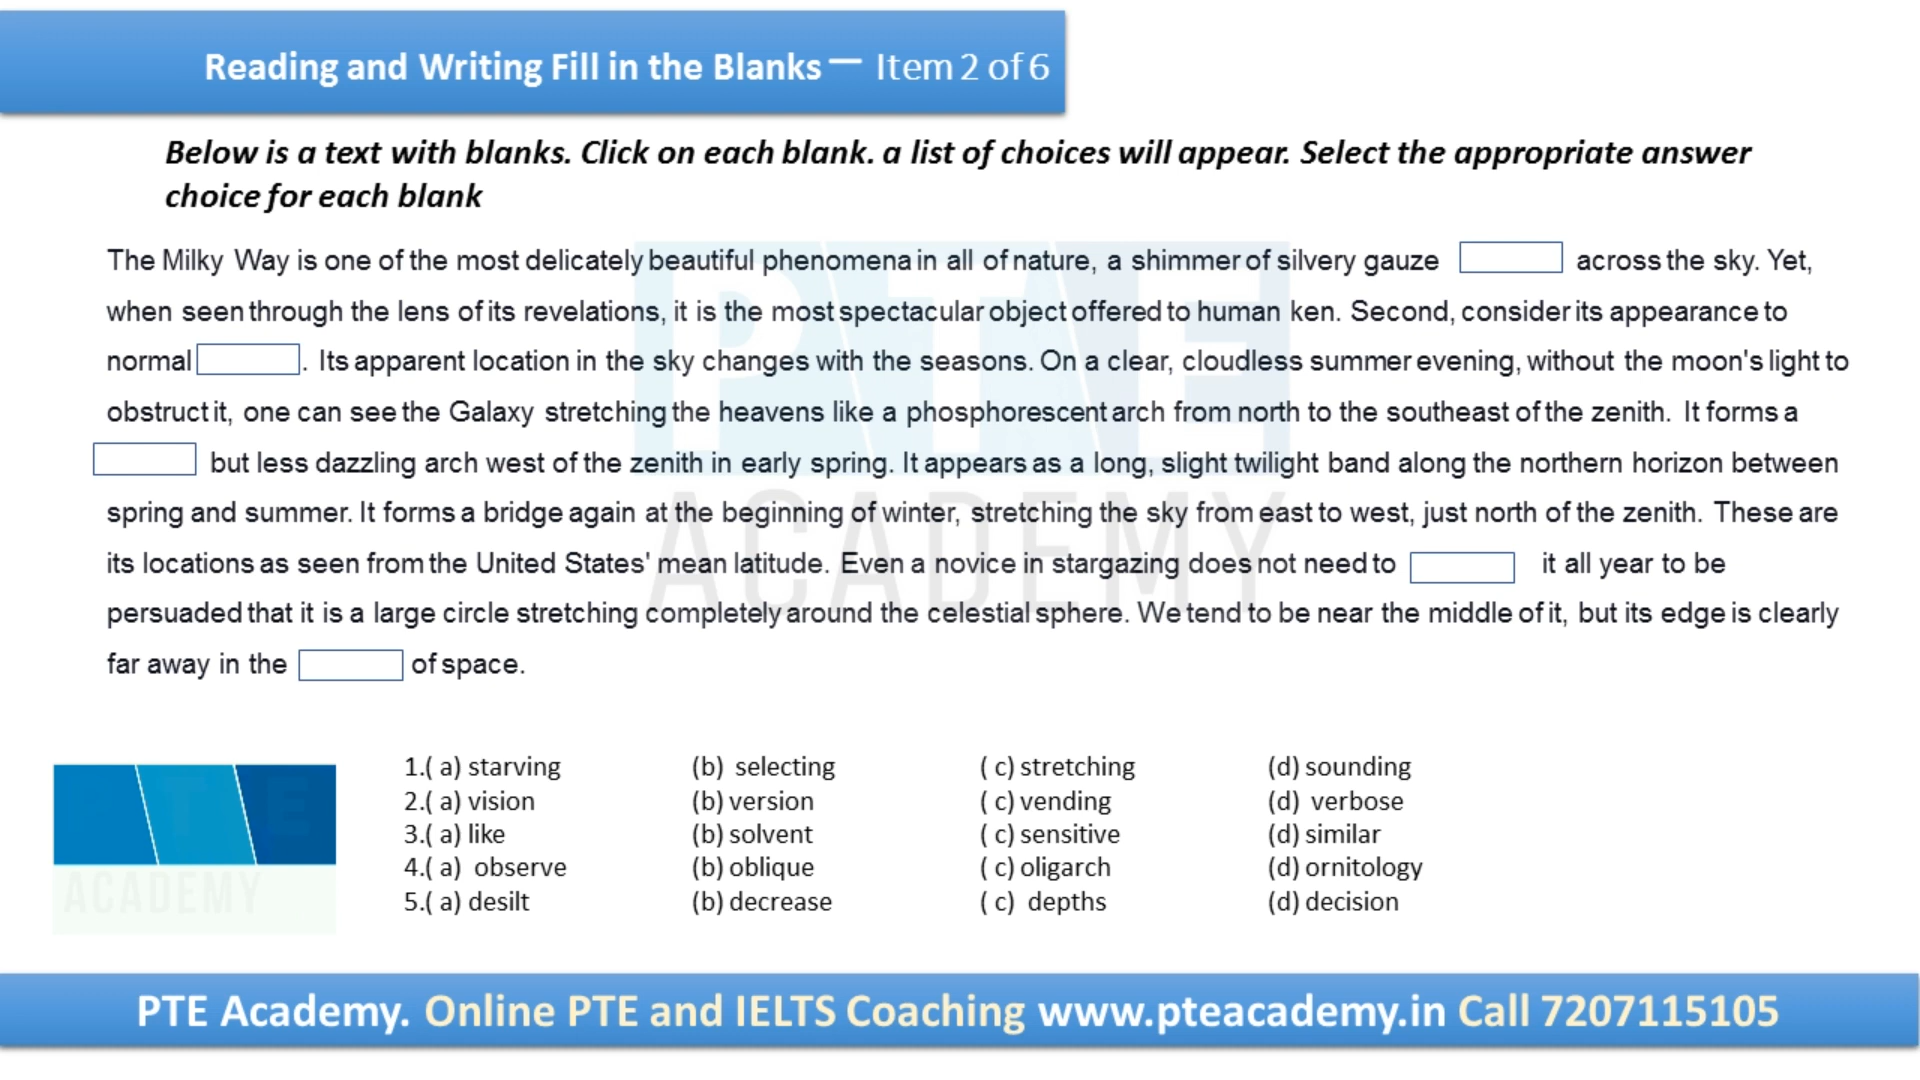 Reading and Writing Fill in the Blanks — Item 2 of 6
Below is a text with blanks. Click on each blank. a list of choices will appear. Select the appropriate answer
choice for each blank
The Milky Way is one of the most delicately beautiful phenomena in all of nature, a shimmer of silvery gauze across the sky. Yet,
when seen through the lens of its revelations, it is the most spectacular object offered to human ken. Second, consider its appearance to
normal . Its apparent location in the sky changes with the seasons. On a clear, cloudless summer evening, without the moon's light to
obstruct it, one can see the Galaxy stretching the heavens like a phosphorescent arch from north to the southeast of the zenith. It forms a
but less dazzling arch west of the zenith in early spring. It appears as a long, slight twilight band along the northern horizon between
spring and summer. It forms a bridge again at the beginning of winter, stretching the sky from east to west, just north of the zenith. These are
its locations as seen from the United States' mean latitude. Even a novice in stargazing does not need to it all year to be
persuaded that it is a large circle stretching completely around the celestial sphere. We tend to be near the middle of it, but its edge is clearly
far away in the of space.
PTE
ACADEMY
1.( a) starving (b) selecting ( c) stretching (d) sounding
2.( a) vision (b) version ( c) vending (d) verbose
3.( a) like (b) solvent ( c) sensitive (d) similar
4.( a) observe (b) oblique ( c) oligarch (d) ornitology
5.( a) desilt (b) decrease ( c) depths (d) decision
PTE
ACADEMY
PTE Academy. Online PTE and IELTS Coaching www.pteacademy.in Call 7207115105